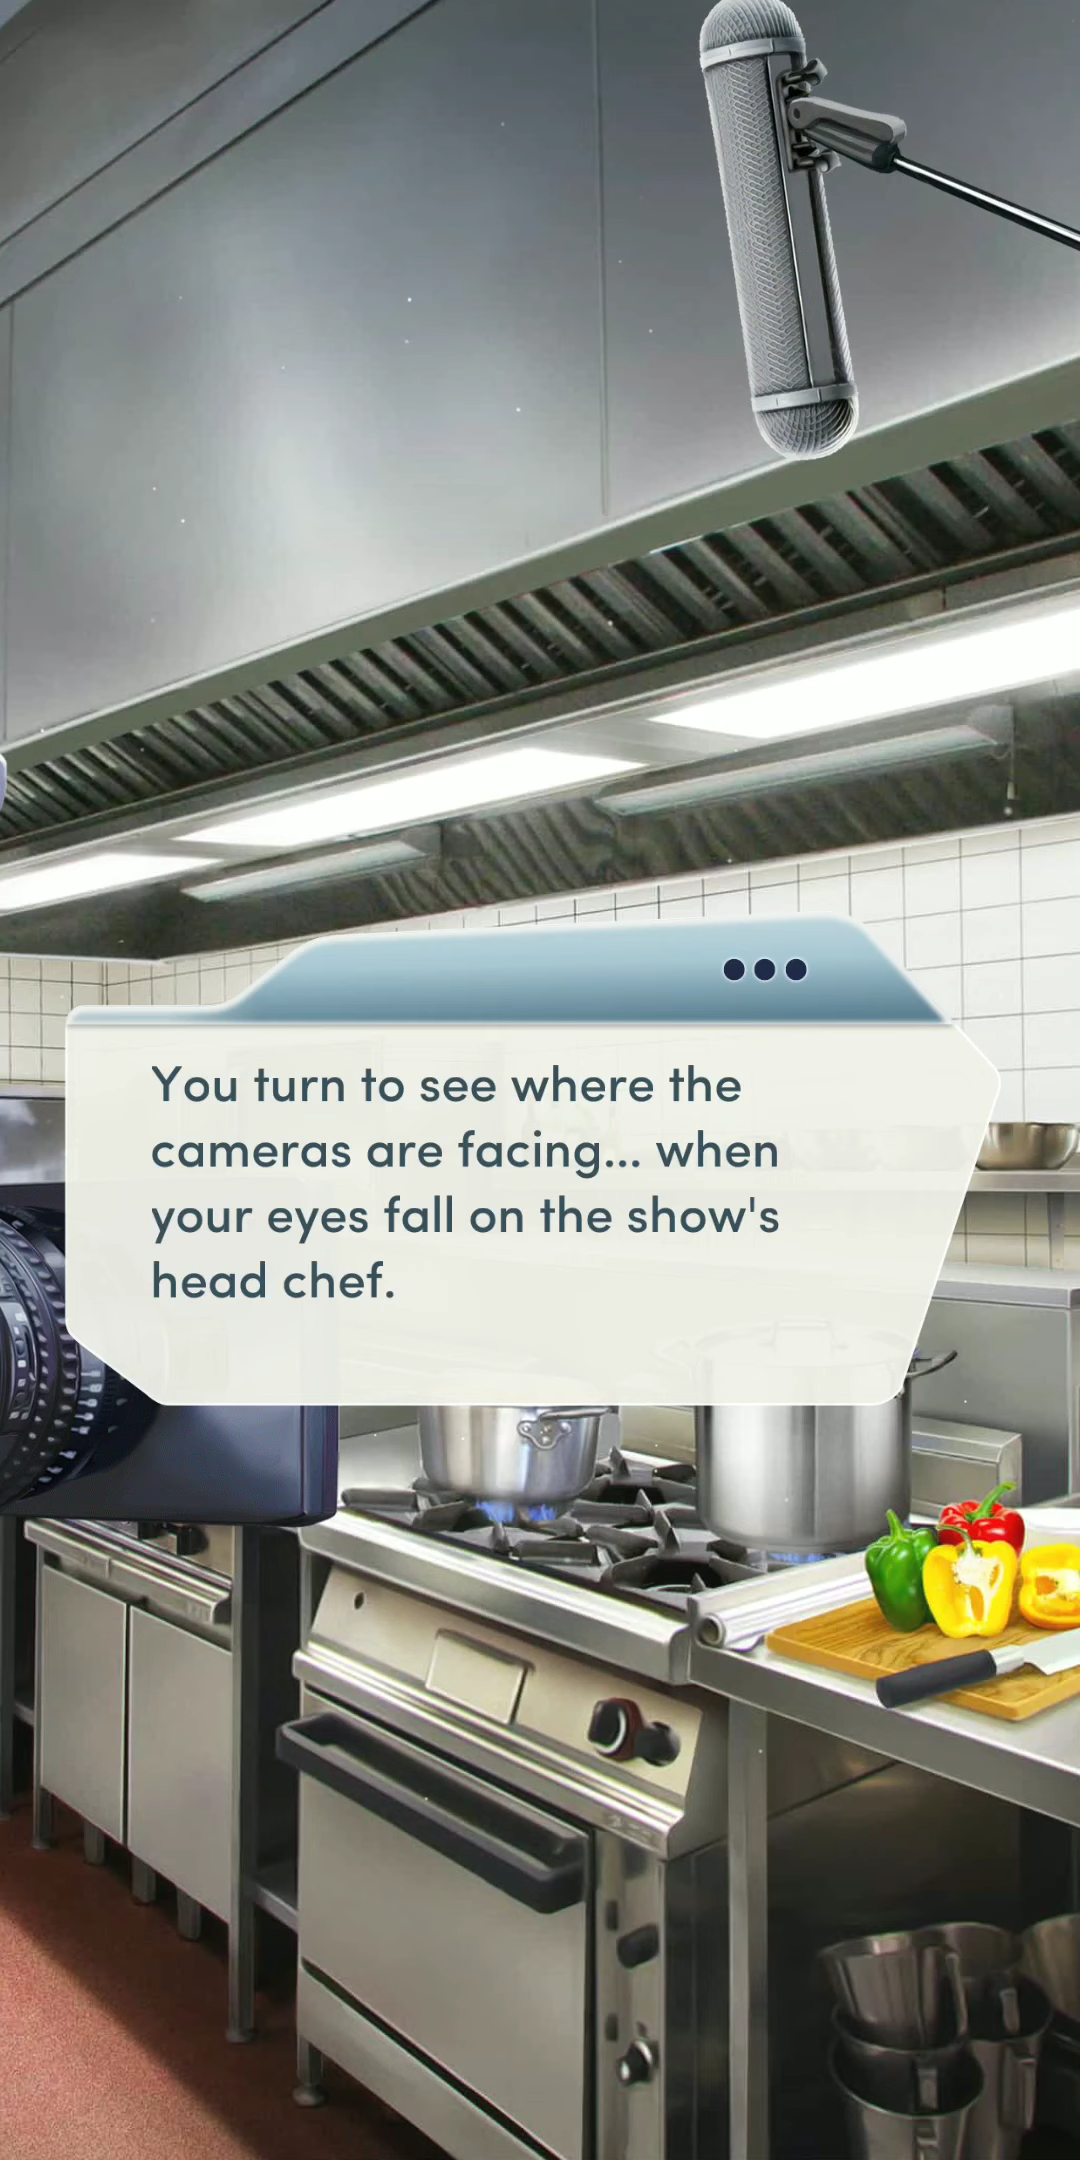 You turn to see where the
cameras are facing... when
your eyes fall on the show's
head chef.